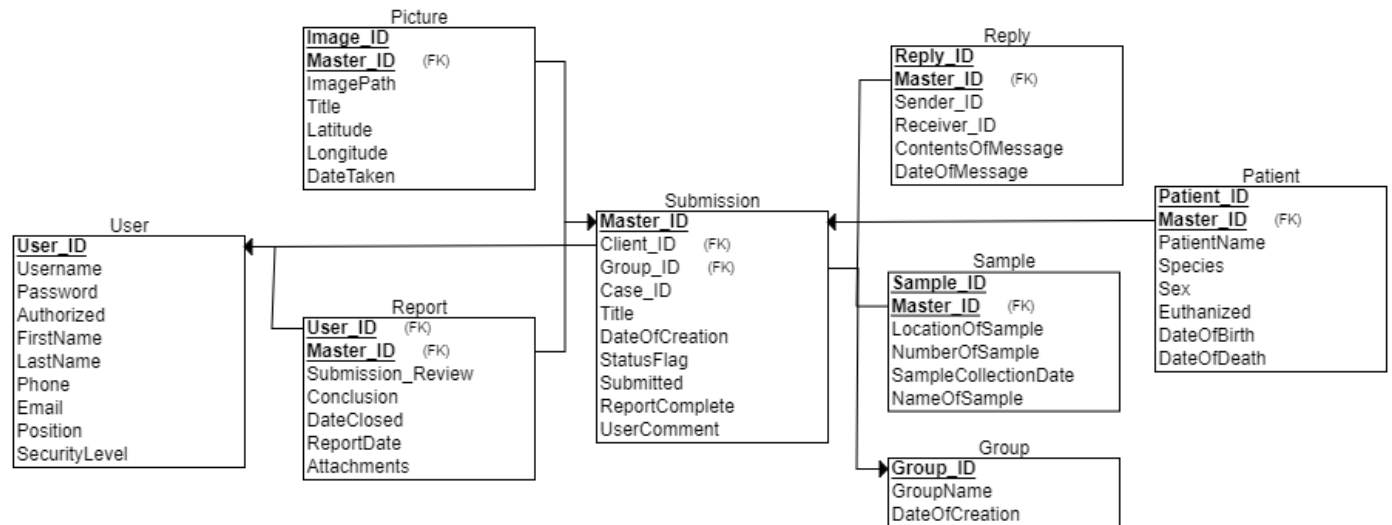 Picture
Image_ID
Master_ID (FK)
ImagePath
Title
Latitude
Longitude
DateTaken
User
User_ID
Username
Password
Authorized
FirstName
LastName
Phone
Email
Position
SecurityLevel
Report
User_ID (FK)
Master_ID (FK)
Submission_Review
Conclusion
DateClosed
ReportDate
Attachments
Submission
Master_ID
Client_ID (FK)
Group_ID (FK)
Case_ID
Title
DateOfCreation
StatusFlag
Submitted
ReportComplete
UserComment
Reply
Reply_ID
Master_ID (FK)
Sender_ID
Receiver_ID
ContentsOfMessage
DateOfMessage
Sample
Sample_ID
Master_ID (FK)
LocationOfSample
NumberOfSample
SampleCollectionDate
NameOfSample
Group
Group_ID
GroupName
DateOfCreation
Patient
Patient_ID
Master_ID (FK)
PatientName
Species
Sex
Euthanized
DateOfBirth
DateOfDeath